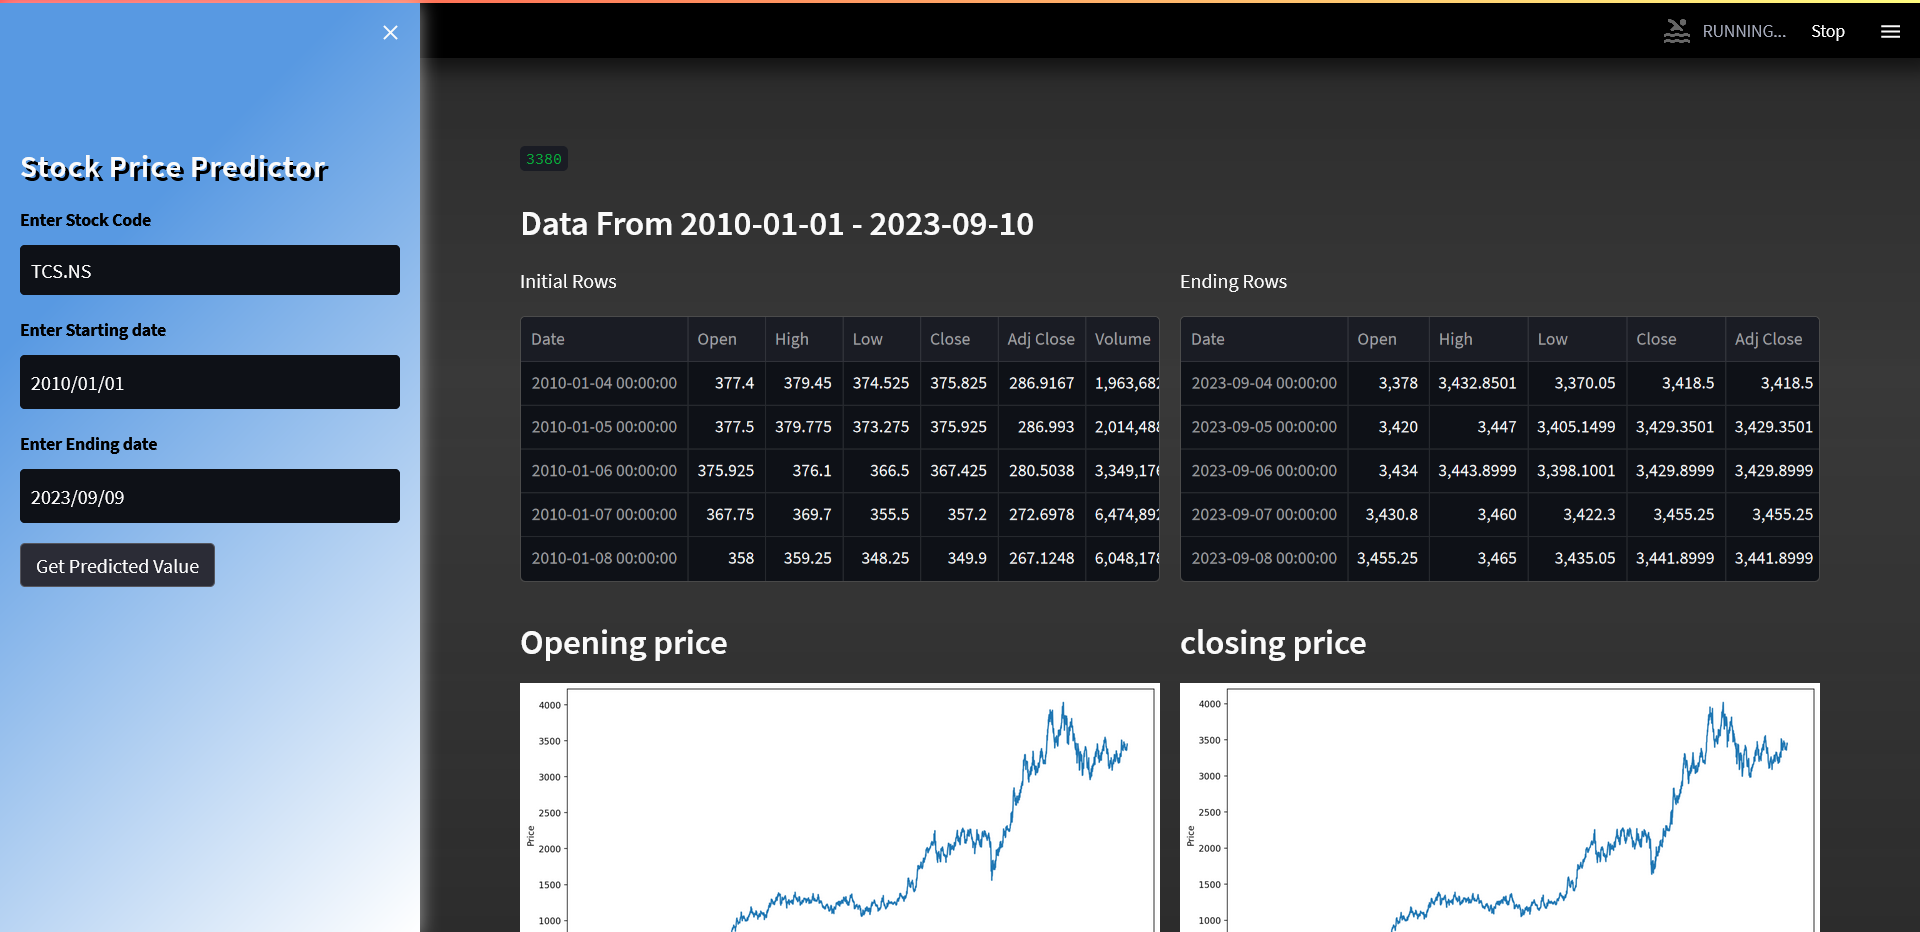 RUNNING...
Stop
Stock Price Predictor
Enter Stock Code
TCS.NS
Enter Starting date
2010/01/01
Enter Ending date
2023/09/09
Get Predicted Value
3380
Data From 2010-01-01 - 2023-09-10
Initial Rows
Date Open High Low Close Adj Close Volume
2010-01-04 00:00:00 377.4 379.45 374.525 375.825 286.9167 1,963,682
2010-01-05 00:00:00 377.5 379.775 373.275 375.925 286.993 2,014,488
2010-01-06 00:00:00 375.925 376.1 366.5 367.425 280.5038 3,349,176
2010-01-07 00:00:00 367.75 369.7 355.5 357.2 272.6978 6,474,892
2010-01-08 00:00:00 358 359.25 348.25 349.9 267.1248 6,048,178
Ending Rows
Date Open High Low Close Adj Close
2023-09-04 00:00:00 3,378 3,432.8501 3,370.05 3,418.5 3,418.5
2023-09-05 00:00:00 3,420 3,447 3,405.1499 3,429.3501 3,429.3501
2023-09-06 00:00:00 3,434 3,443.8999 3,398.1001 3,429.8999 3,429.8999
2023-09-07 00:00:00 3,430.8 3,460 3,422.3 3,455.25 3,455.25
2023-09-08 00:00:00 3,455.25 3,465 3,435.05 3,441.8999 3,441.8999
Opening price
4000
3500
3000
2500
2000
1500
1000
Price
closing price
4000
3500
3000
2500
2000
1500
1000
Price